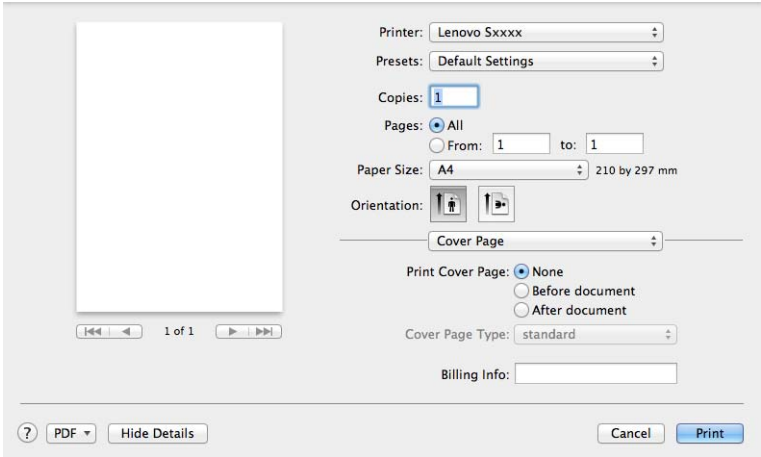 Printer: Lenovo Sxxxx
Presets: Default Settings
Copies: 1
Pages: All
From: 1 to: 1
Paper Size: A4 210 by 297 mm
Orientation:
Cover Page
Print Cover Page: None
Before document
After document
Cover Page Type: standard
Billing Info:
1 of 1
? PDF Hide Details Cancel Print